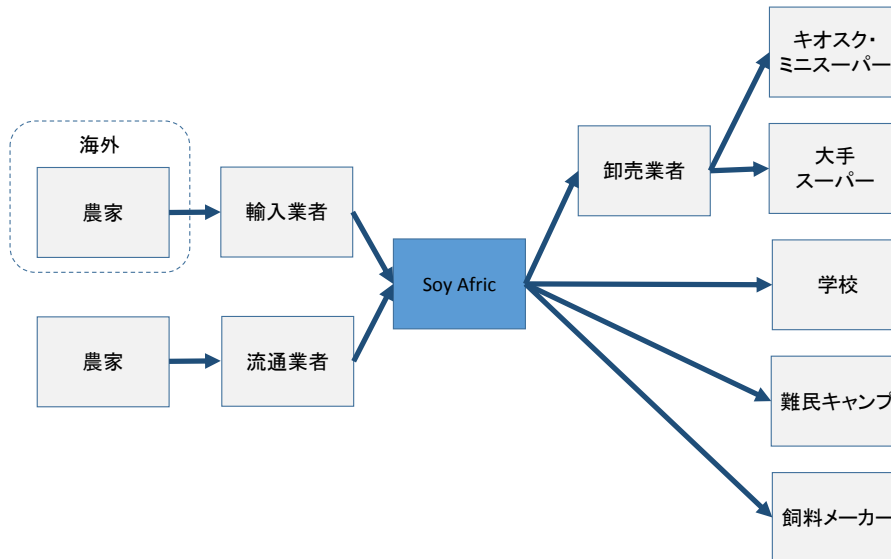 海外
農家
輸入業者
農家
流通業者
Soy Afric
卸売業者
キオスク・
ミニスーパー
大手
スーパー
学校
難民キャンプ
飼料メーカー